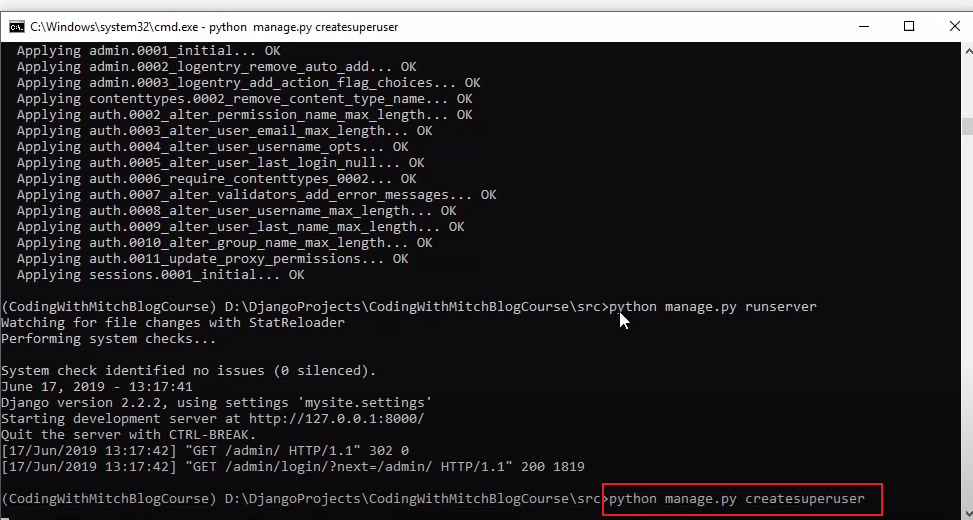 C:\Windows\system32\cmd.exe - python  manage.py createsuperuser
Applying admin.0001_initial... OK
Applying admin.0002_logentry_remove_auto_add... OK
Applying admin.0003_logentry_add_action_flag_choices... OK
Applying contenttypes.0002_remove_content_type_name... OK
Applying auth.0002_alter_permission_name_max_length... OK
Applying auth.0003_alter_user_email_max_length... OK
Applying auth.0004_alter_user_username_opts... OK
Applying auth.0005_alter_user_last_login_null... OK
Applying auth.0006_require_contenttypes_0002... OK
Applying auth.0007_alter_validators_add_error_messages... OK
Applying auth.0008_alter_user_username_max_length... OK
Applying auth.0009_alter_user_last_name_max_length... OK
Applying auth.0010_alter_group_name_max_length... OK
Applying auth.0011_update_proxy_permissions... OK
Applying sessions.0001_initial... OK
(CodingWithMitchBlogCourse) D:\DjangoProjects\CodingWithMitchBlogCourse\src>python manage.py runserver
Watching for file changes with StatReloader
Performing system checks...
System check identified no issues (0 silenced).
June 17, 2019 - 13:17:41
Django version 2.2.2, using settings 'mysite.settings'
Starting development server at http://127.0.0.1:8000/
Quit the server with CTRL-BREAK.
[17/Jun/2019 13:17:42] "GET /admin/ HTTP/1.1" 302 0
[17/Jun/2019 13:17:42] "GET /admin/login/?next=/admin/ HTTP/1.1" 200 1819
(CodingWithMitchBlogCourse) D:\DjangoProjects\CodingWithMitchBlogCourse\src>python manage.py createsuperuser